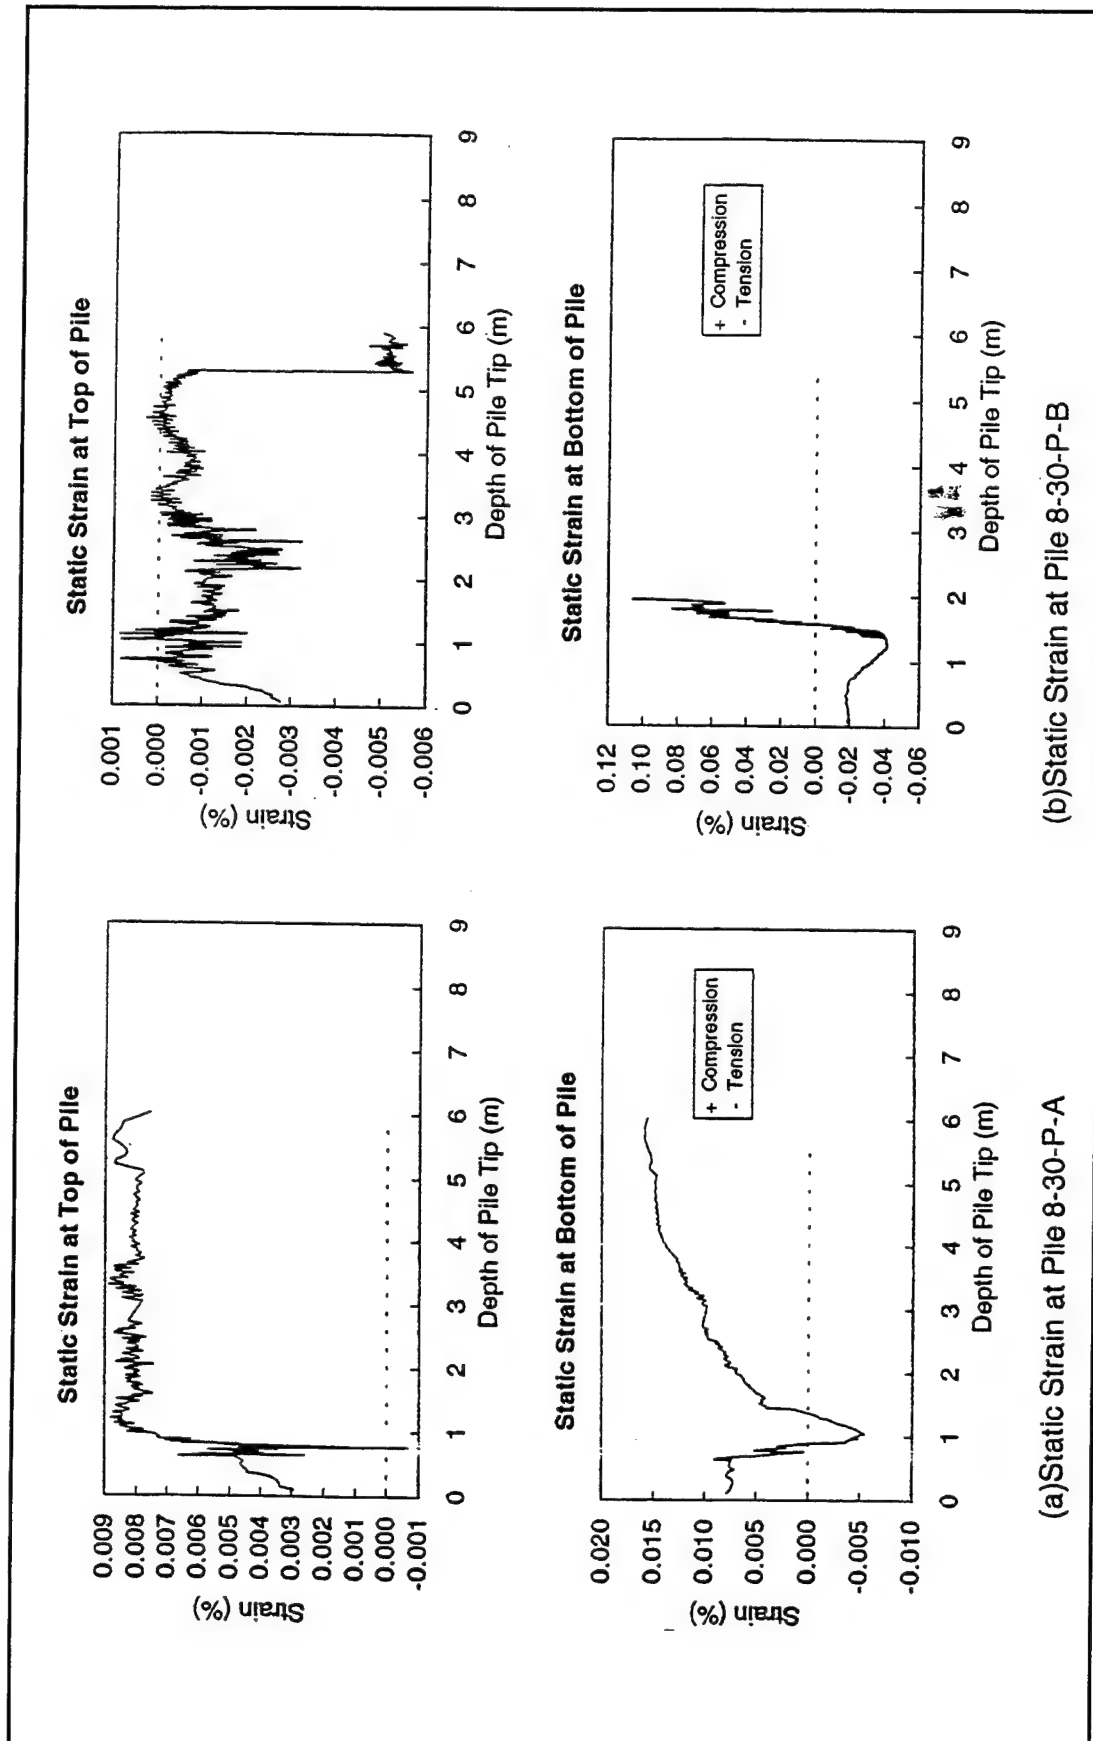 Static Strain at Top of Pile
0.009
0.008
0.007
0.006
0.005
0.004
0.003
0.002
0.001
0.000
-0.001
Strain (%)
0 1 2 3 4 5 6 7 8 9
Depth of Pile Tip (m)
Static Strain at Bottom of Pile
0.020
0.015
0.010
0.005
0.000
-0.005
-0.010
Strain (%)
+ Compression
- Tension
0 1 2 3 4 5 6 7 8 9
Depth of Pile Tip (m)
(a)Static Strain at Pile 8-30-P-A
Static Strain at Top of Pile
0.001
0.000
-0.001
-0.002
-0.003
-0.004
-0.005
-0.006
Strain (%)
0 1 2 3 4 5 6 7 8 9
Depth of Pile Tip (m)
Static Strain at Bottom of Pile
0.12
0.10
0.08
0.06
0.04
0.02
0.00
-0.02
-0.04
-0.06
Strain (%)
+ Compression
- Tension
0 1 2 3 4 5 6 7 8 9
Depth of Pile Tip (m)
(b)Static Strain at Pile 8-30-P-B